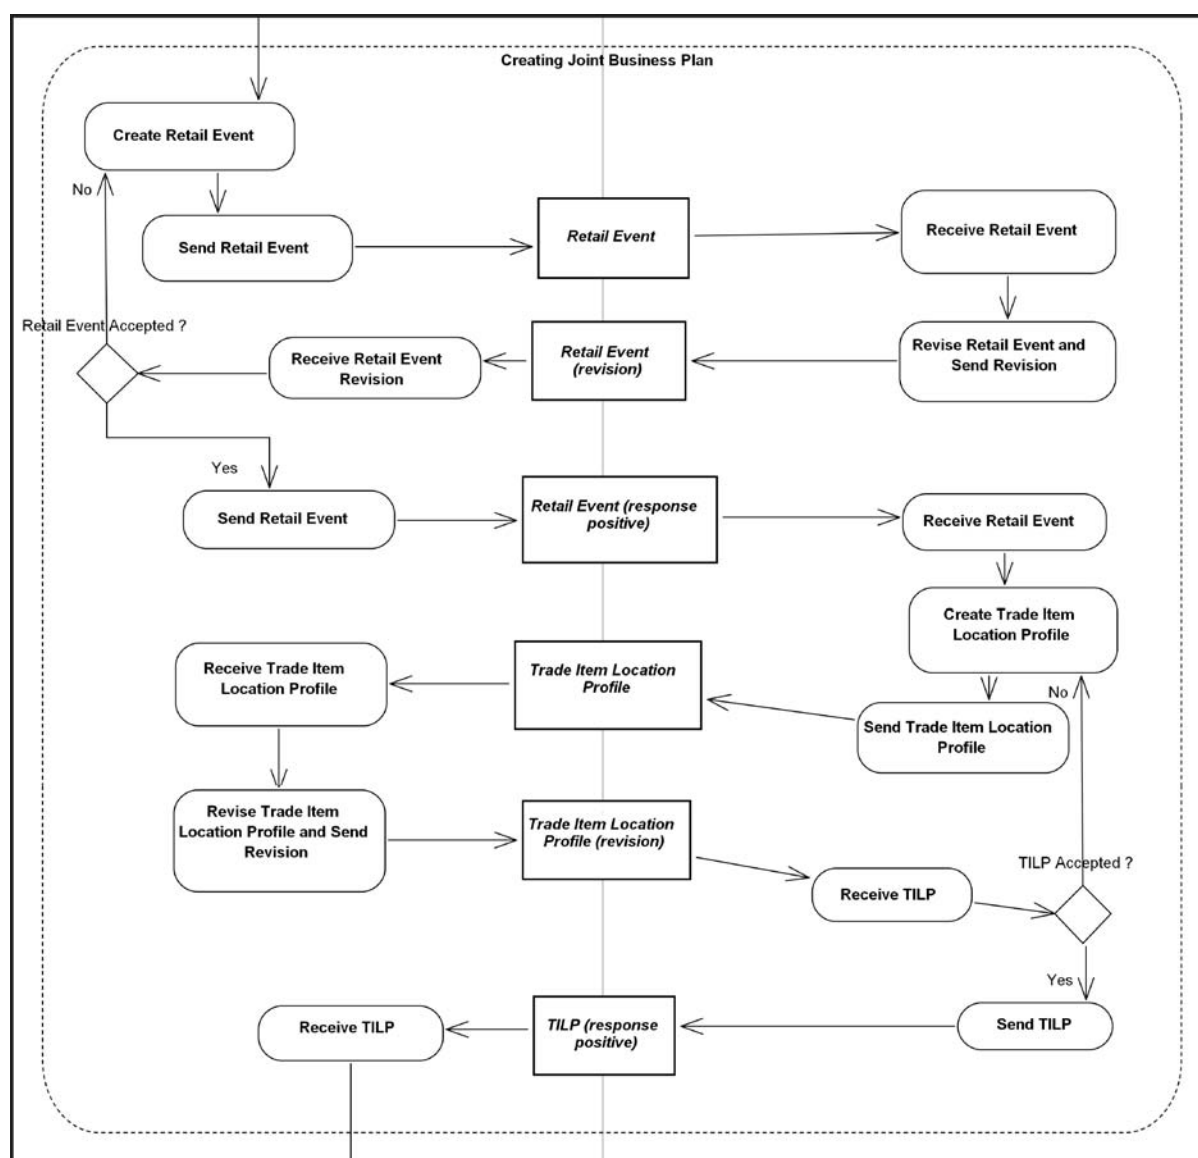 Creating Joint Business Plan
Create Retail Event
No
Send Retail Event
Retail Event
Receive Retail Event
Retail Event Accepted ?
Receive Retail Event
Revision
Retail Event
(revision)
Revise Retail Event and
Send Revision
Yes
Send Retail Event
Retail Event (response
positive)
Receive Retail Event
Create Trade Item
Location Profile
Receive Trade Item
Location Profile
Trade Item Location
Profile
No
Send Trade Item Location
Profile
Revise Trade Item
Location Profile and Send
Revision
Trade Item Location
Profile (revision)
TILP Accepted ?
Receive TILP
Yes
Receive TILP
TILP (response
positive)
Send TILP